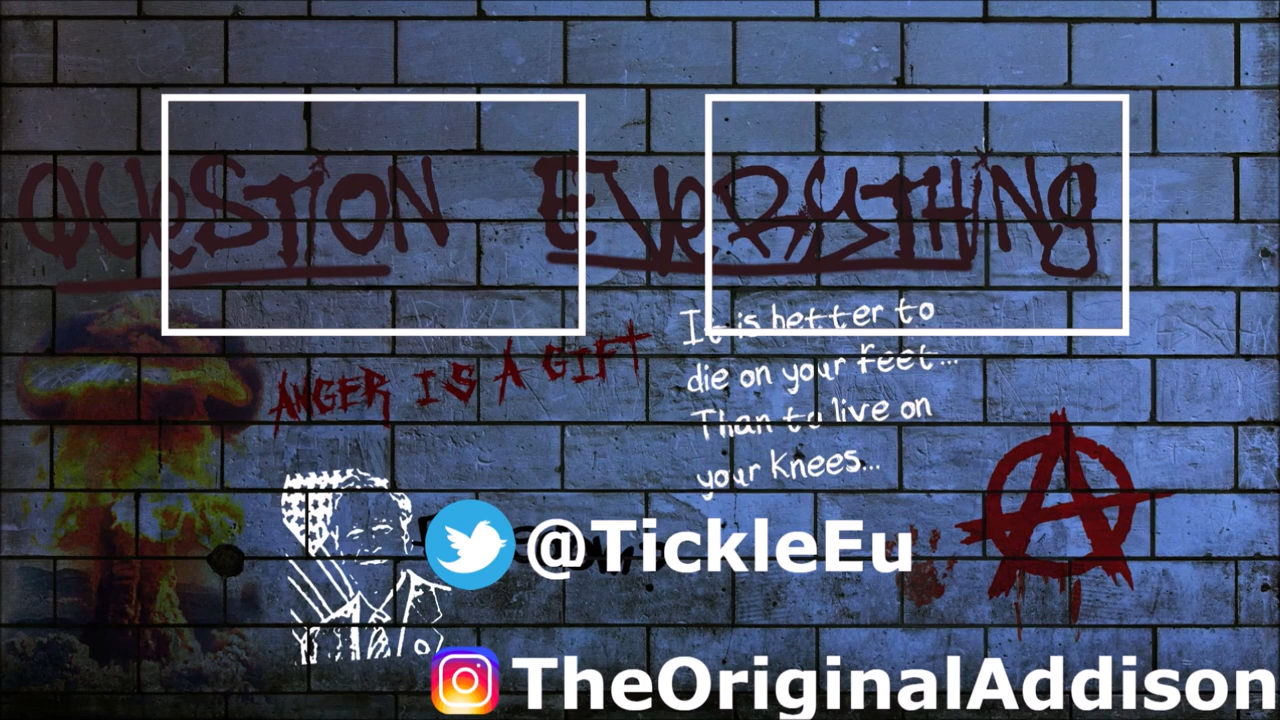 QUeSTiON EVeRYTHiNg
It is better to
die on your feet...
Than to live on
your Knees...
ANGER IS A GIFT
@TickleEu
TheOriginalAddison